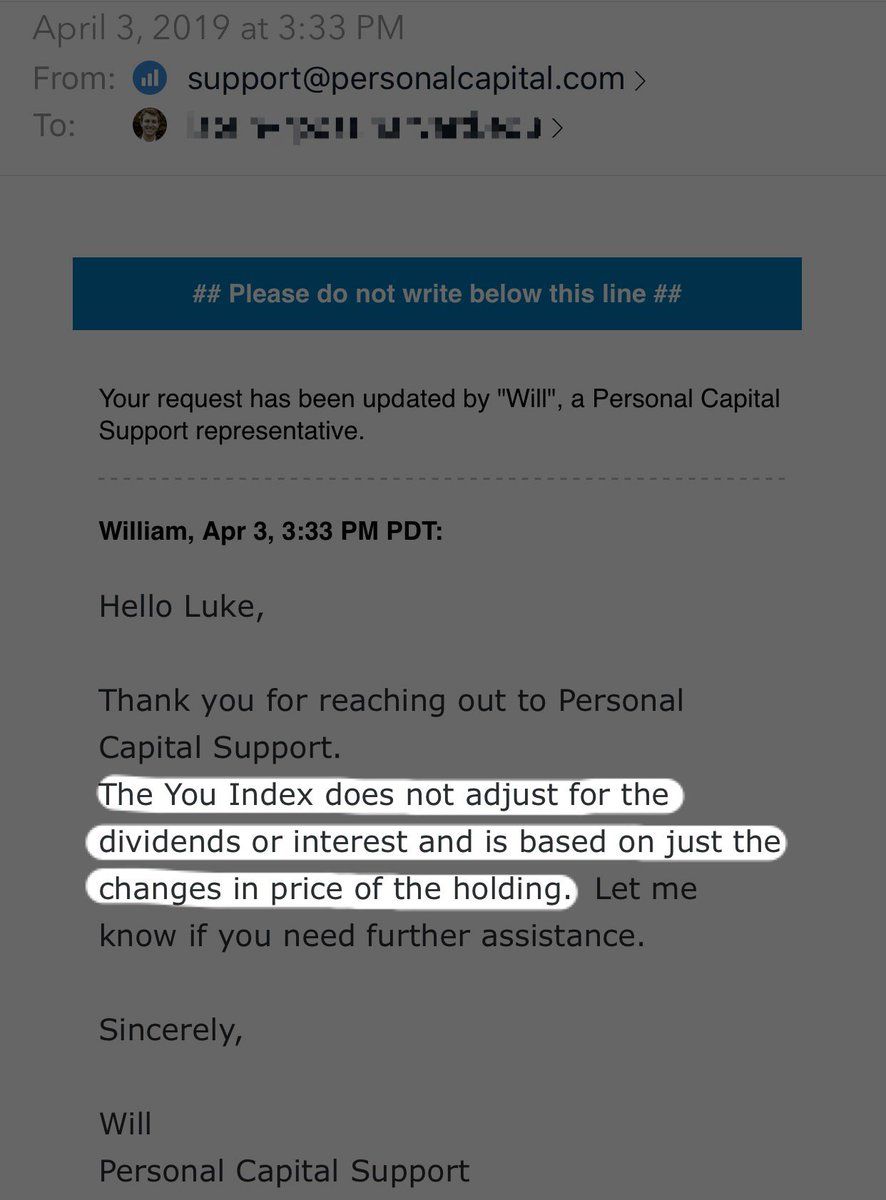 April 3, 2019 at 3:33 PM
From: support@personalcapital.com >
To: >
## Please do not write below this line ##
Your request has been updated by "Will", a Personal Capital
Support representative.
William, Apr 3, 3:33 PM PDT:
Hello Luke,
Thank you for reaching out to Personal
Capital Support.
The You Index does not adjust for the
dividends or interest and is based on just the
changes in price of the holding. Let me
know if you need further assistance.
Sincerely,
Will
Personal Capital Support